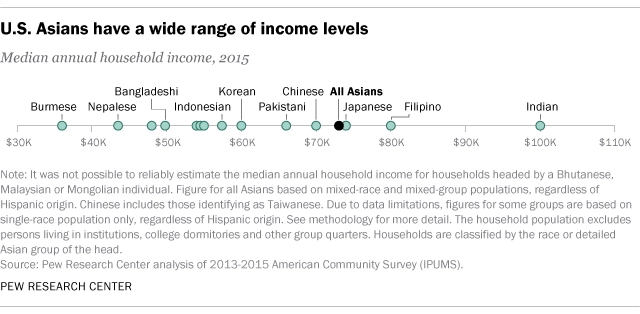 U.S. Asians have a wide range of income levels
Median annual household income, 2015
Bangladeshi Korean Chinese All Asians
Burmese Nepalese Indonesian Pakistani Japanese Filipino Indian
$30K $40K $50K $60K $70K $80K $90K $100K $110K
Note: It was not possible to reliably estimate the median annual household income for households headed by a Bhutanese,
Malaysian or Mongolian individual. Figure for all Asians based on mixed-race and mixed-group populations, regardless of
Hispanic origin. Chinese includes those identifying as Taiwanese. Due to data limitations, figures for some groups are based on
single-race population only, regardless of Hispanic origin. See methodology for more detail. The household population excludes
persons living in institutions, college dormitories and other group quarters. Households are classified by the race or detailed
Asian group of the head.
Source: Pew Research Center analysis of 2013-2015 American Community Survey (IPUMS).
PEW RESEARCH CENTER